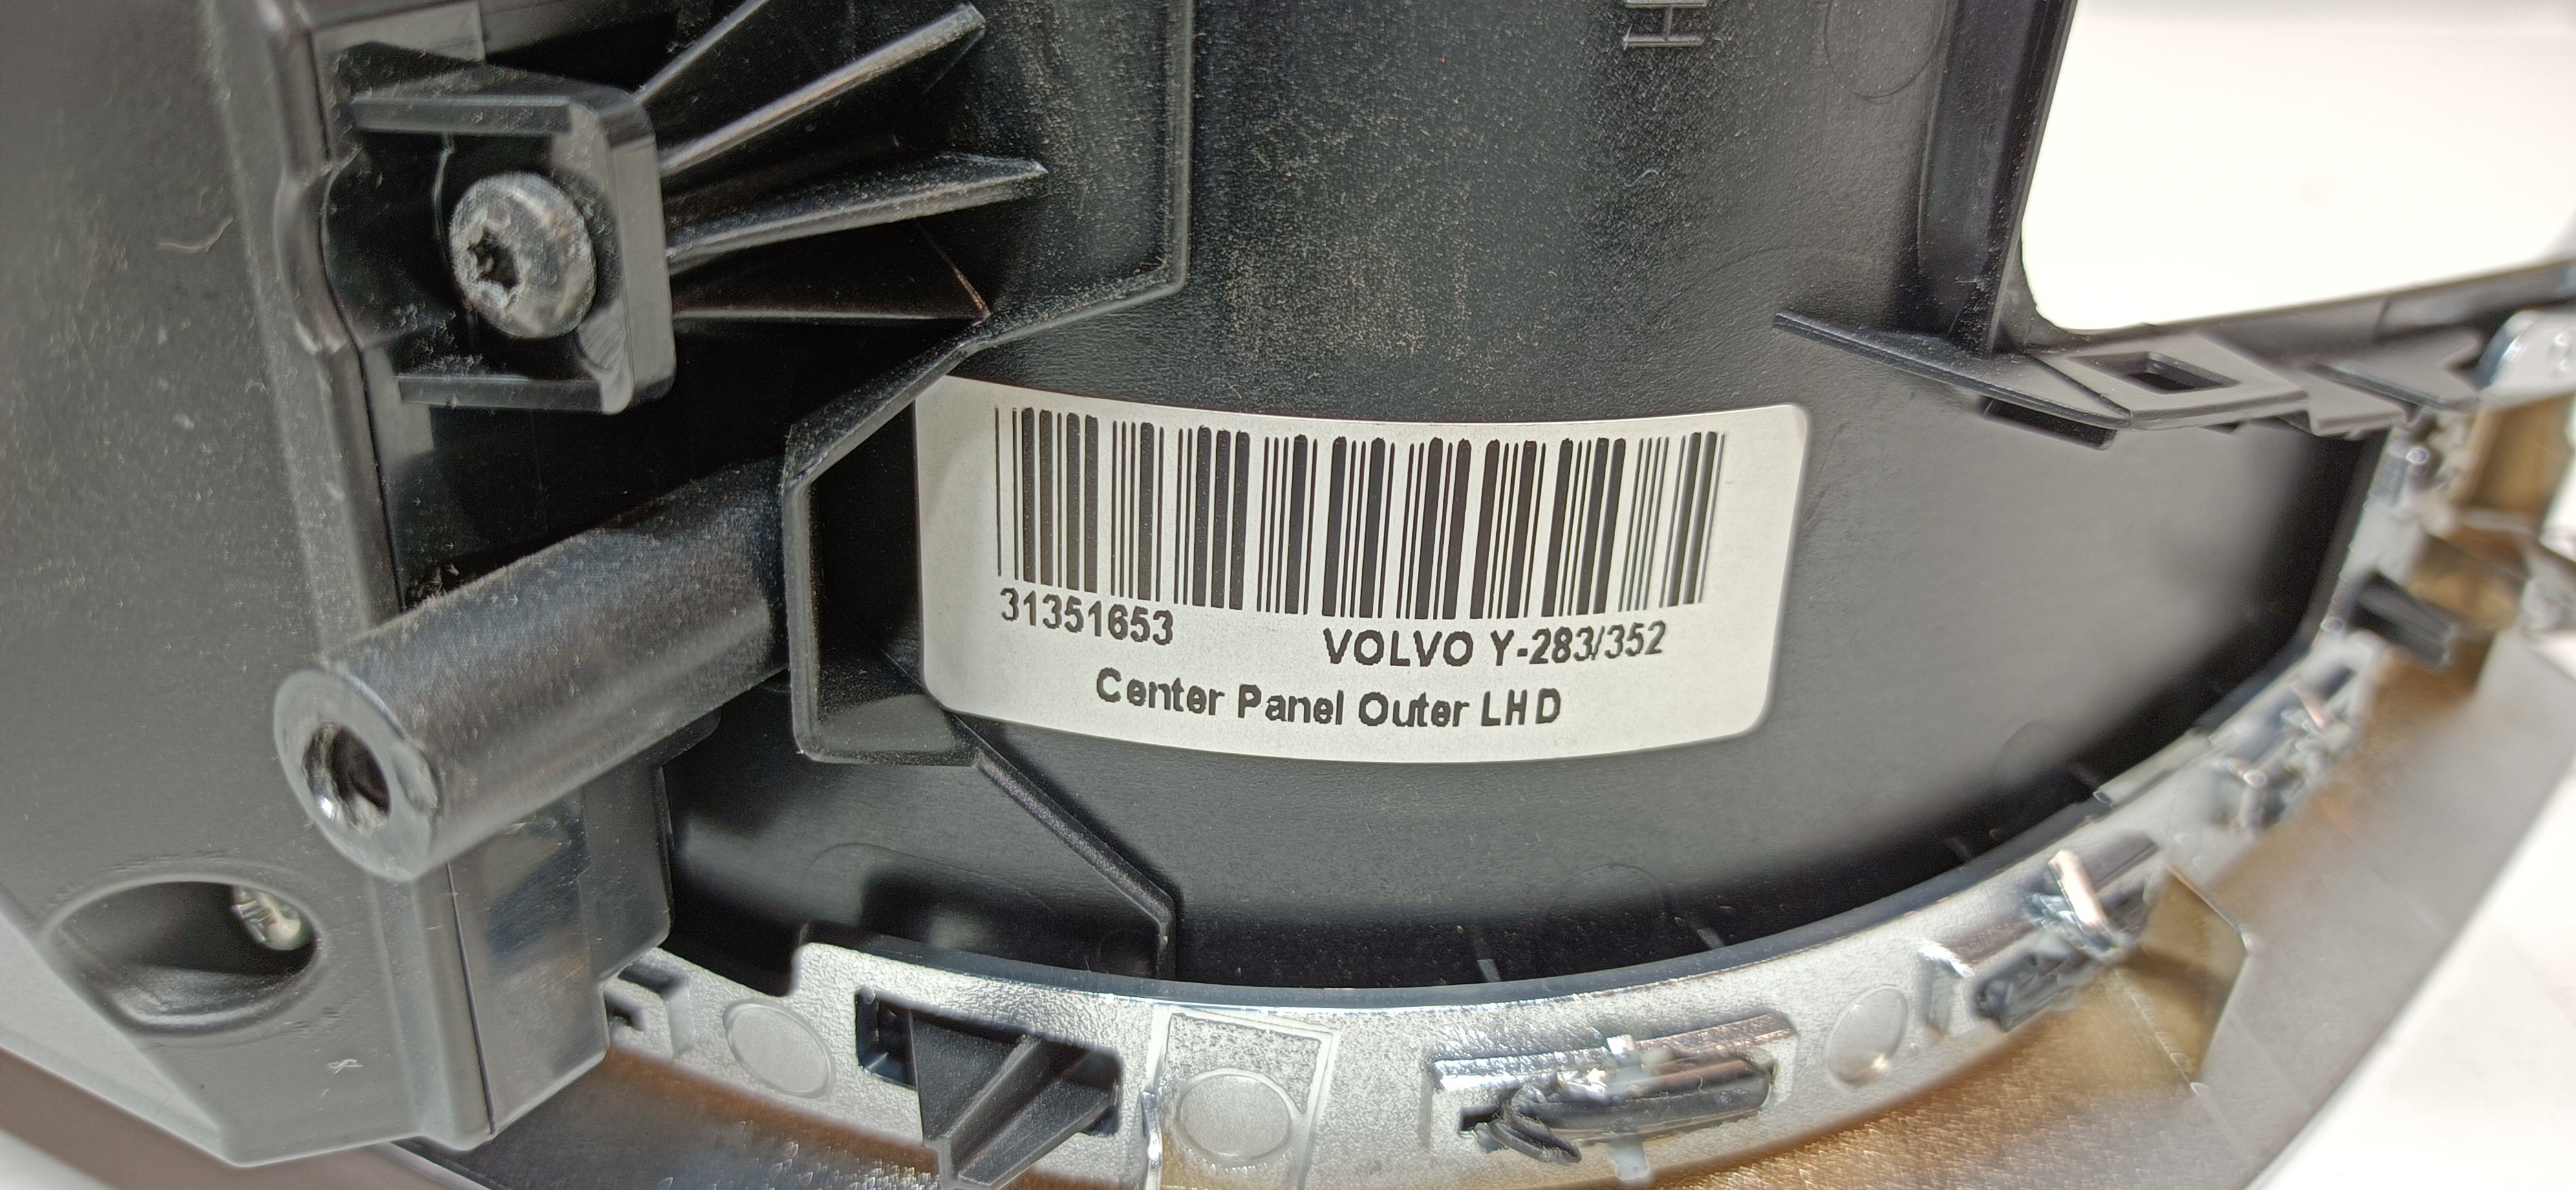 31351653 VOLVO Y-283/352
Center Panel Outer LHD